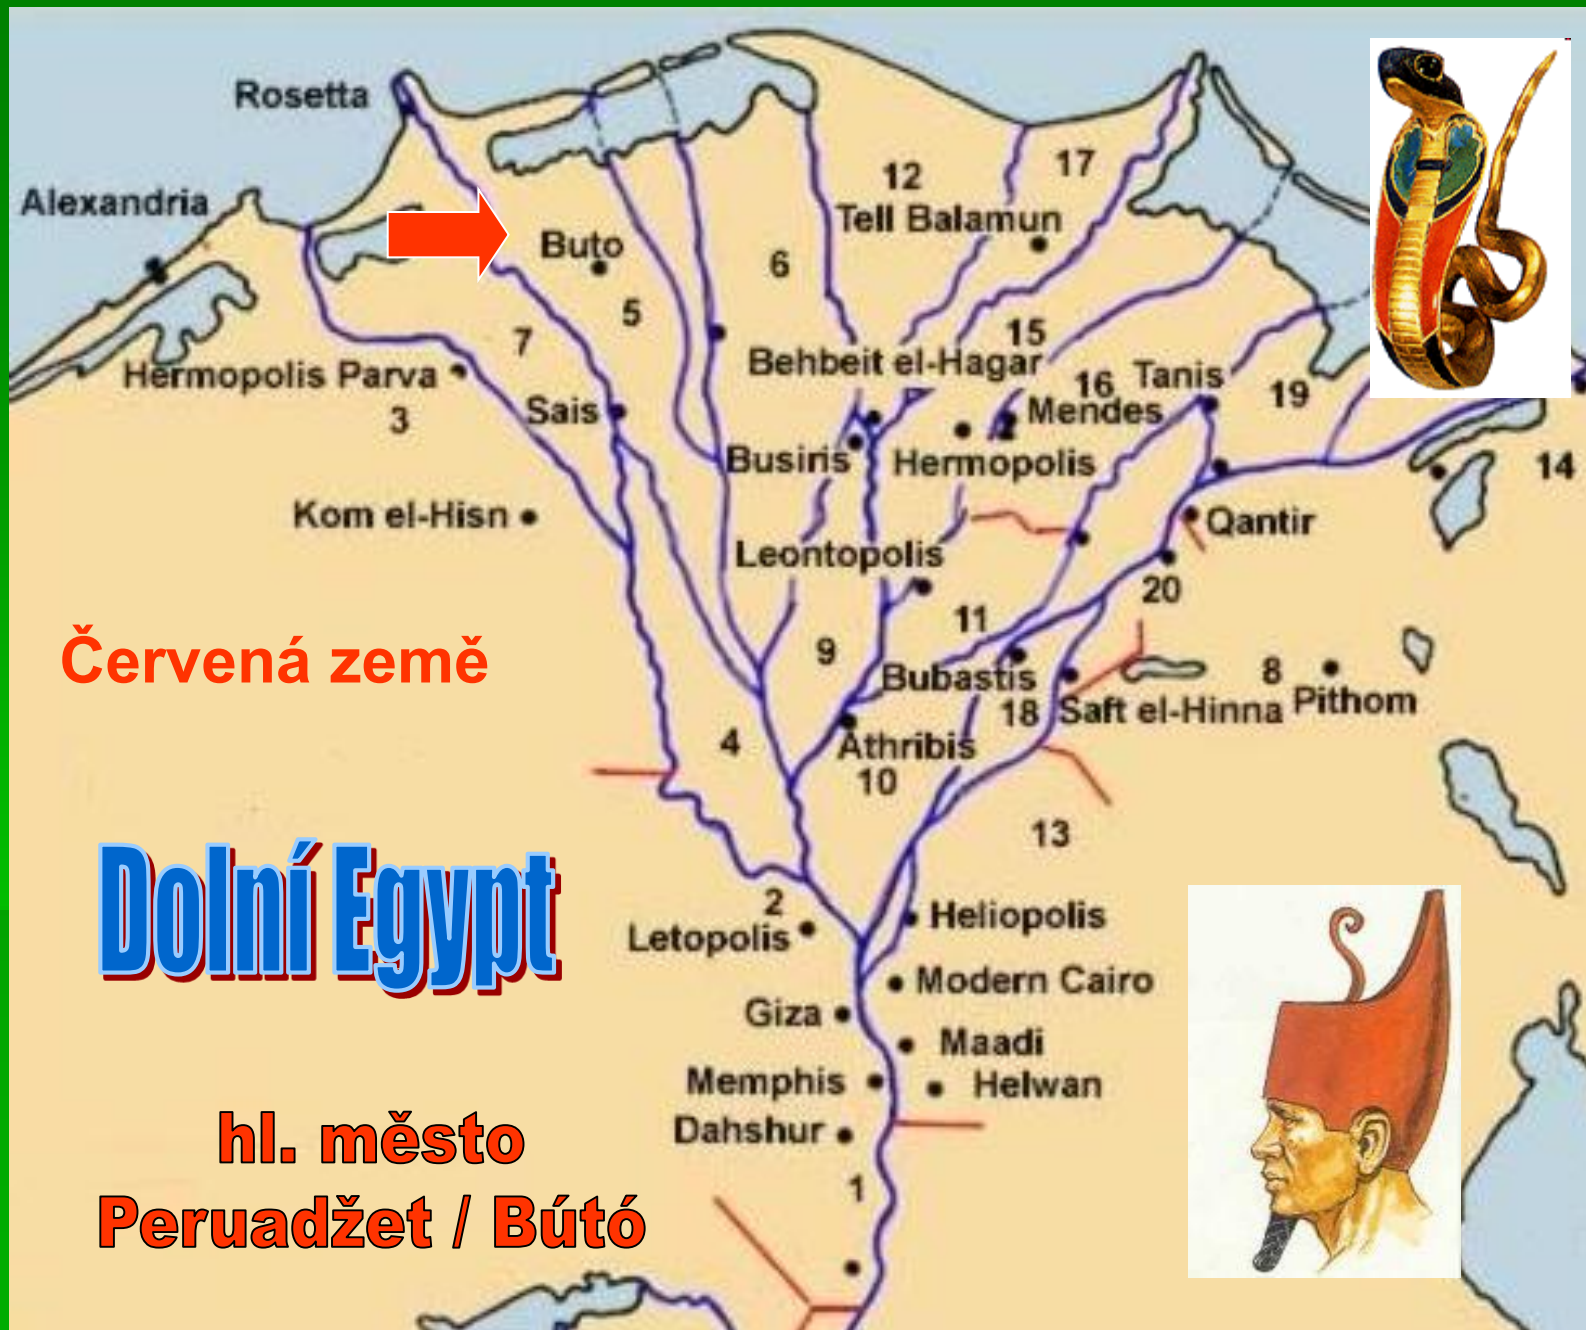 Rosetta
Alexandria
12
17
Tell Balamun
Buto
6
5
7
15
Behbeit el-Hagar
Hermopolis Parva
16
Tanis
19
3
Sais
Mendes
Busiris
Hermopolis
14
Kom el-Hisn
Qantir
Leontopolis
20
11
9
Červená země
Bubastis
8
Pithom
18
Saft el-Hinna
4
Athribis
10
13
Dolní Egypt
2
Letopolis
Heliopolis
Modern Cairo
Giza
Maadi
Memphis
Helwan
Dahshur
hl. město
1
Peruadžet / Bútó